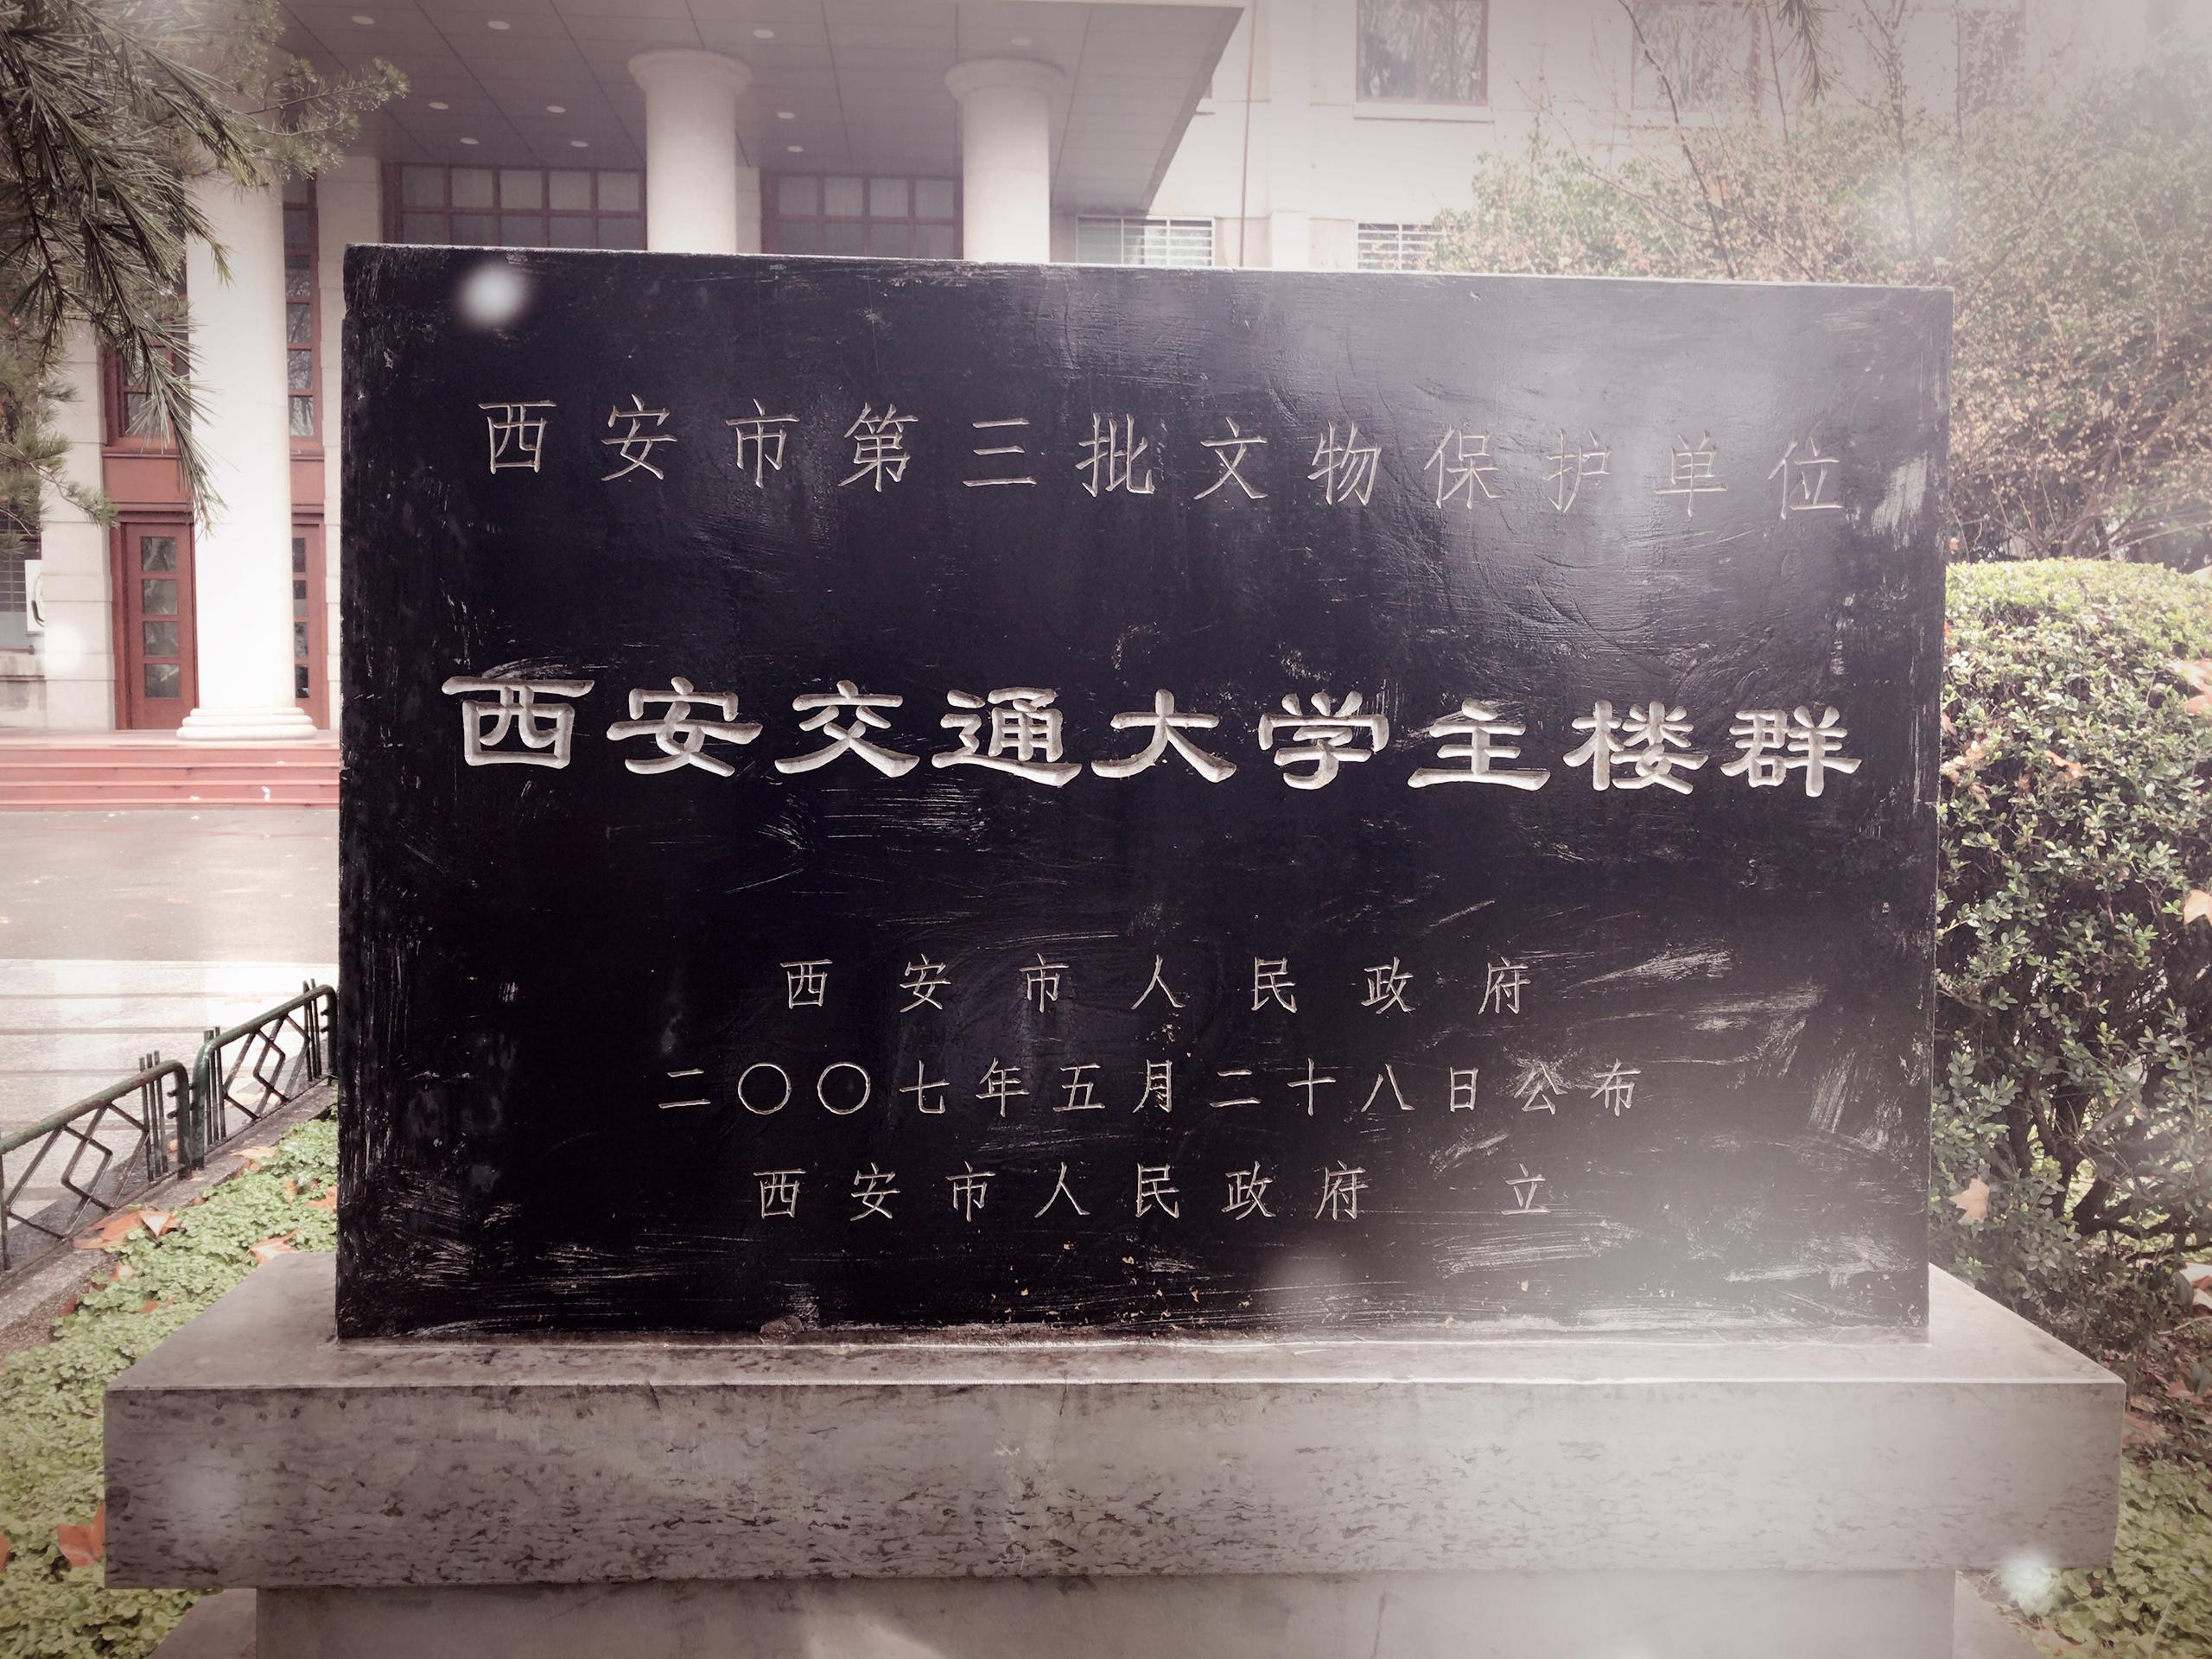 西安市第三批文物保护单位
西安交通大学主楼群
西安市人民政府
二〇〇七年五月二十八日公布
西安市人民政府 立